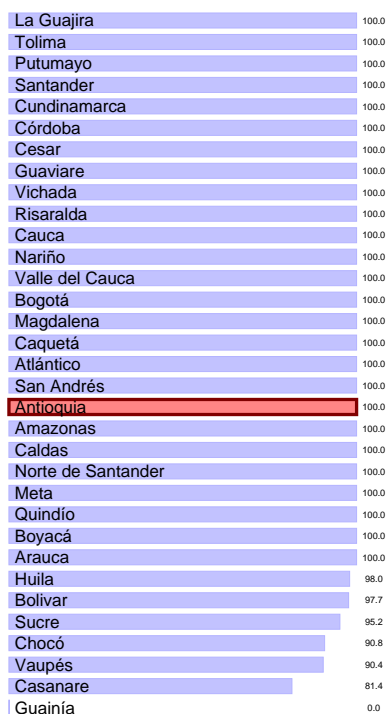 La Guajira 100.0
Tolima 100.0
Putumayo 100.0
Santander 100.0
Cundinamarca 100.0
Córdoba 100.0
Cesar 100.0
Guaviare 100.0
Vichada 100.0
Risaralda 100.0
Cauca 100.0
Nariño 100.0
Valle del Cauca 100.0
Bogotá 100.0
Magdalena 100.0
Caquetá 100.0
Atlántico 100.0
San Andrés 100.0
Antioquia 100.0
Amazonas 100.0
Caldas 100.0
Norte de Santander 100.0
Meta 100.0
Quindío 100.0
Boyacá 100.0
Arauca 100.0
Huila 98.0
Bolivar 97.7
Sucre 95.2
Chocó 90.8
Vaupés 90.4
Casanare 81.4
Guainía 0.0